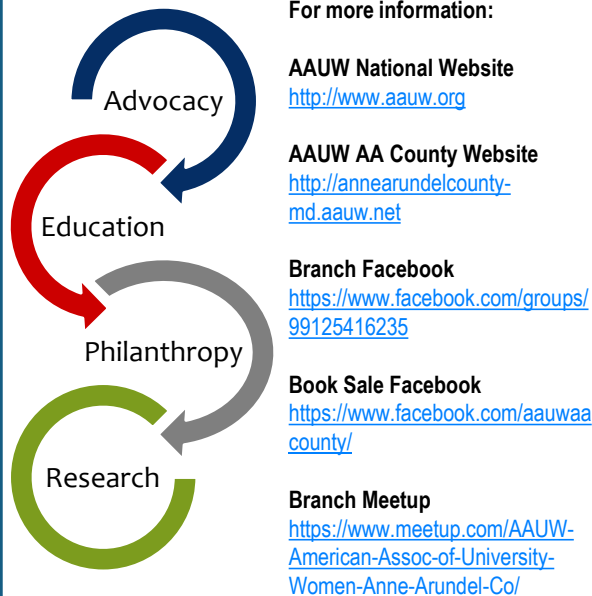 Advocacy
Education
Philanthropy
Research
For more information:
AAUW National Website
http://www.aauw.org
AAUW AA County Website
http://annearundelcounty-
md.aauw.net
Branch Facebook
https://www.facebook.com/groups/
99125416235
Book Sale Facebook
https://www.facebook.com/aauwaa
county/
Branch Meetup
https://www.meetup.com/AAUW-
American-Assoc-of-University-
Women-Anne-Arundel-Co/